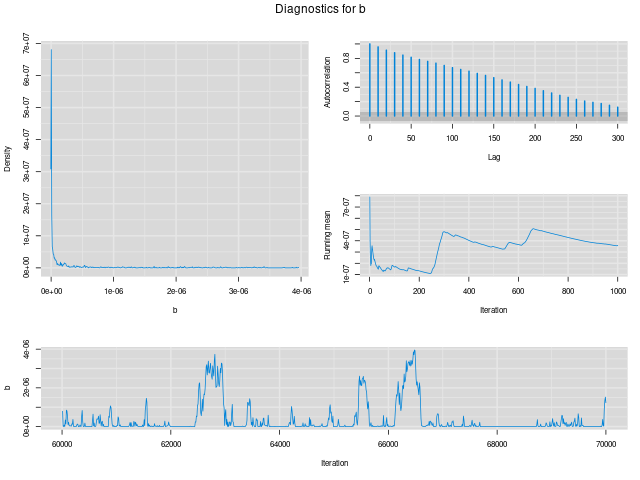 Diagnostics for b
Density
0e+00 1e+07 2e+07 3e+07 4e+07 5e+07 6e+07 7e+07
0e+00 1e-06 2e-06 3e-06 4e-06
b
Autocorrelation
0.0 0.4 0.8
0 50 100 150 200 250 300
Lag
Running mean
1e-07 4e-07 7e-07
0 200 400 600 800 1000
Iteration
b
0e+00 2e-06 4e-06
60000 62000 64000 66000 68000 70000
Iteration